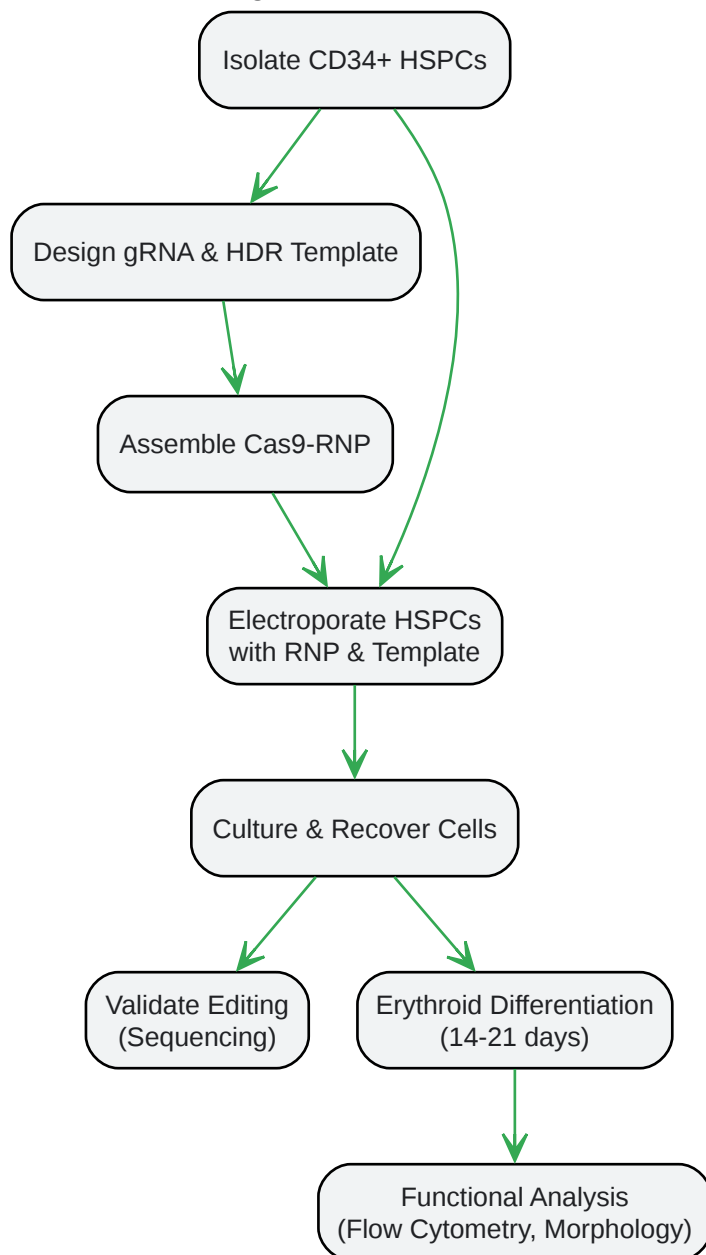 Isolate CD34+ HSPCs
Design gRNA & HDR Template
Assemble Cas9-RNP
Electroporate HSPCs
with RNP & Template
Culture & Recover Cells
Validate Editing
(Sequencing)
Erythroid Differentiation
(14-21 days)
Functional Analysis
(Flow Cytometry, Morphology)